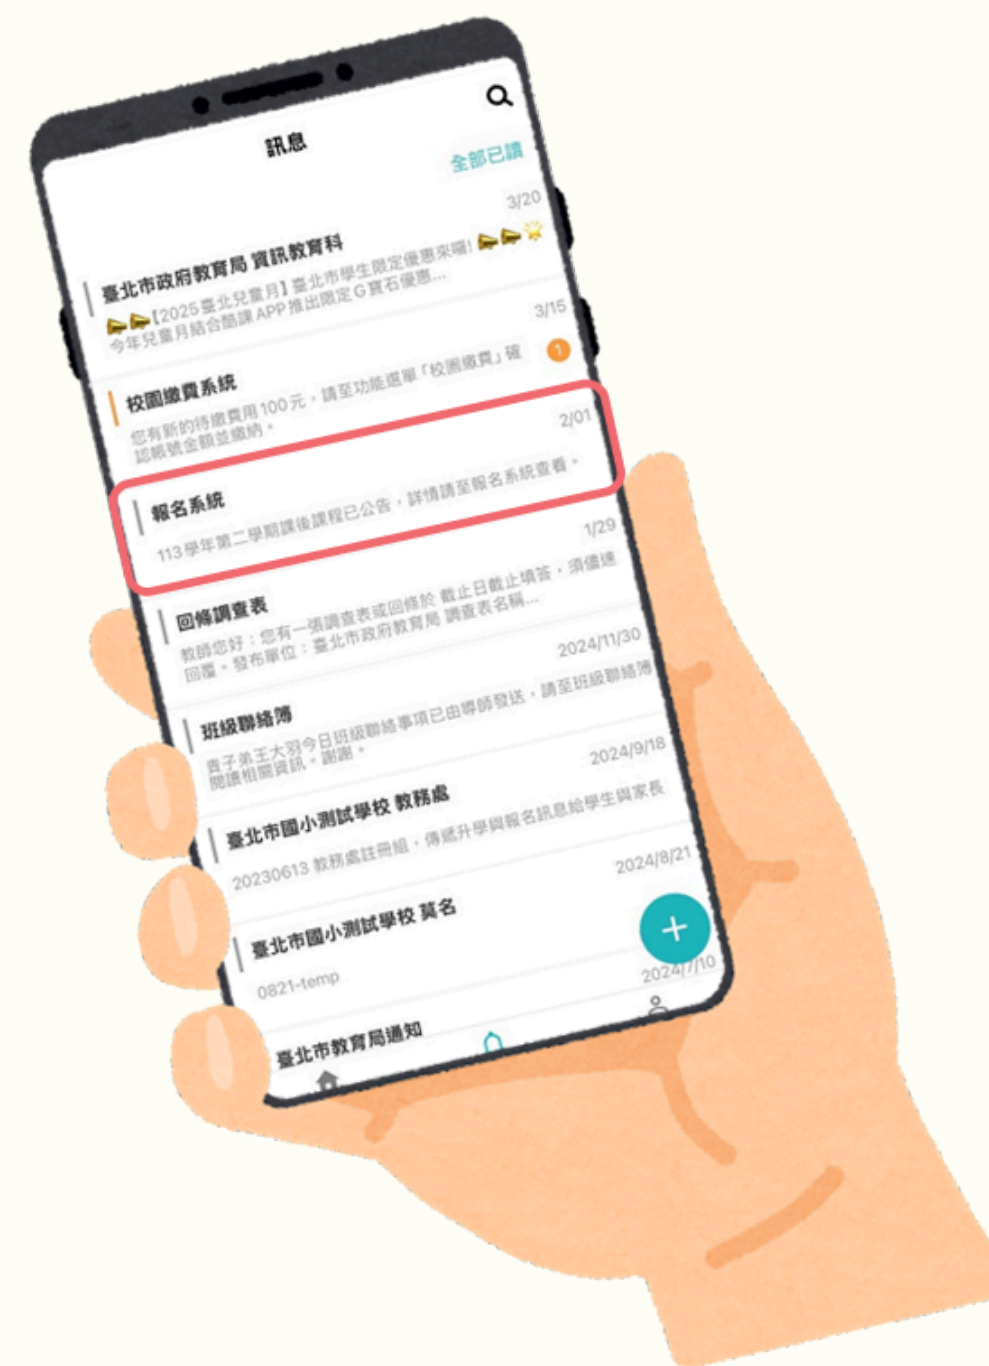 訊息
全部已讀
3/20
臺北市政府教育局 資訊教育科
【2025臺北兒童月】臺北市學生限定優惠來囉!
今年兒童月結合酷課APP推出限定G寶石優惠...
3/15
校園繳費系統
1
您有新的待繳費用100元，請至功能選單「校園繳費」確
認帳號金額並繳納。
2/01
報名系統
113學年第二學期課後課程已公告，詳情請至報名系統查看。
1/29
回條調查表
教師您好：您有一張調查表或回條於 截止日截止填答，須儘速
回覆。發布單位：臺北市政府教育局 調查表名稱...
2024/11/30
班級聯絡簿
貴子弟王大羽今日班級聯絡事項已由導師發送，請至班級聯絡簿
閱讀相關資訊。謝謝。
2024/9/18
臺北市國小測試學校 教務處
20230613 教務處註冊組，傳遞升學與報名訊息給學生與家長
2024/8/21
臺北市國小測試學校 莫名
0821-temp
2024/7/10
臺北市教育局通知